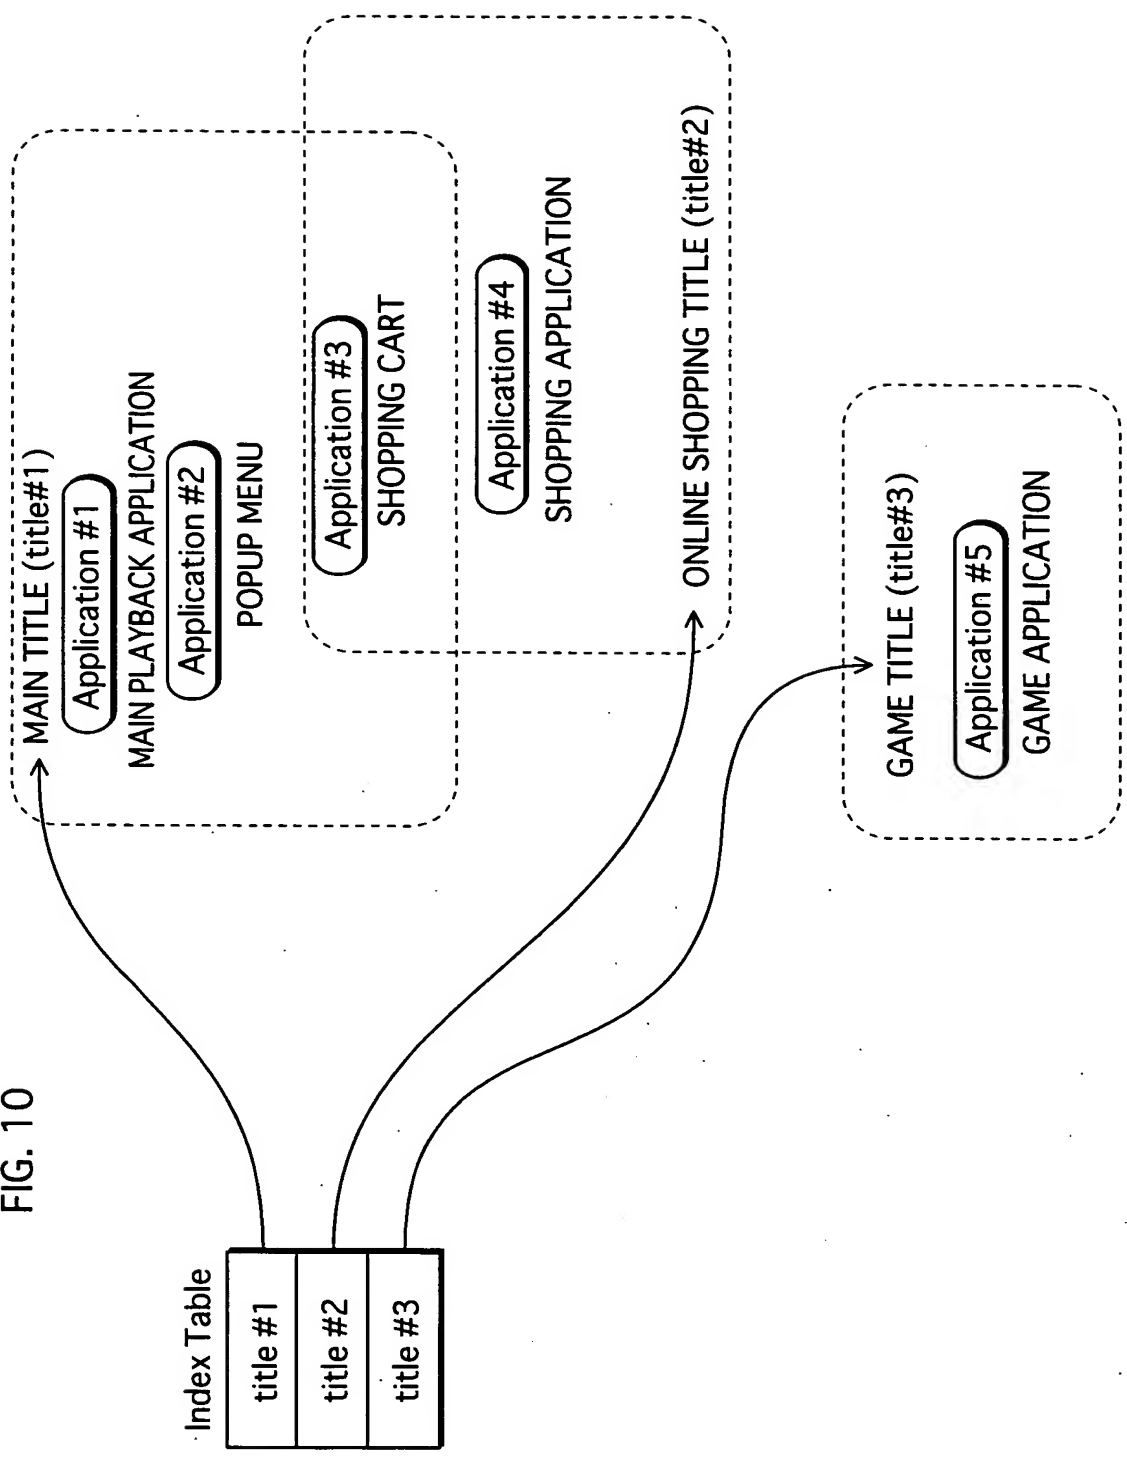 FIG. 10
Index Table
title #1
title #2
title #3
MAIN TITLE (title#1)
Application #1
MAIN PLAYBACK APPLICATION
Application #2
POPUP MENU
Application #3
SHOPPING CART
Application #4
SHOPPING APPLICATION
ONLINE SHOPPING TITLE (title#2)
GAME TITLE (title#3)
Application #5
GAME APPLICATION